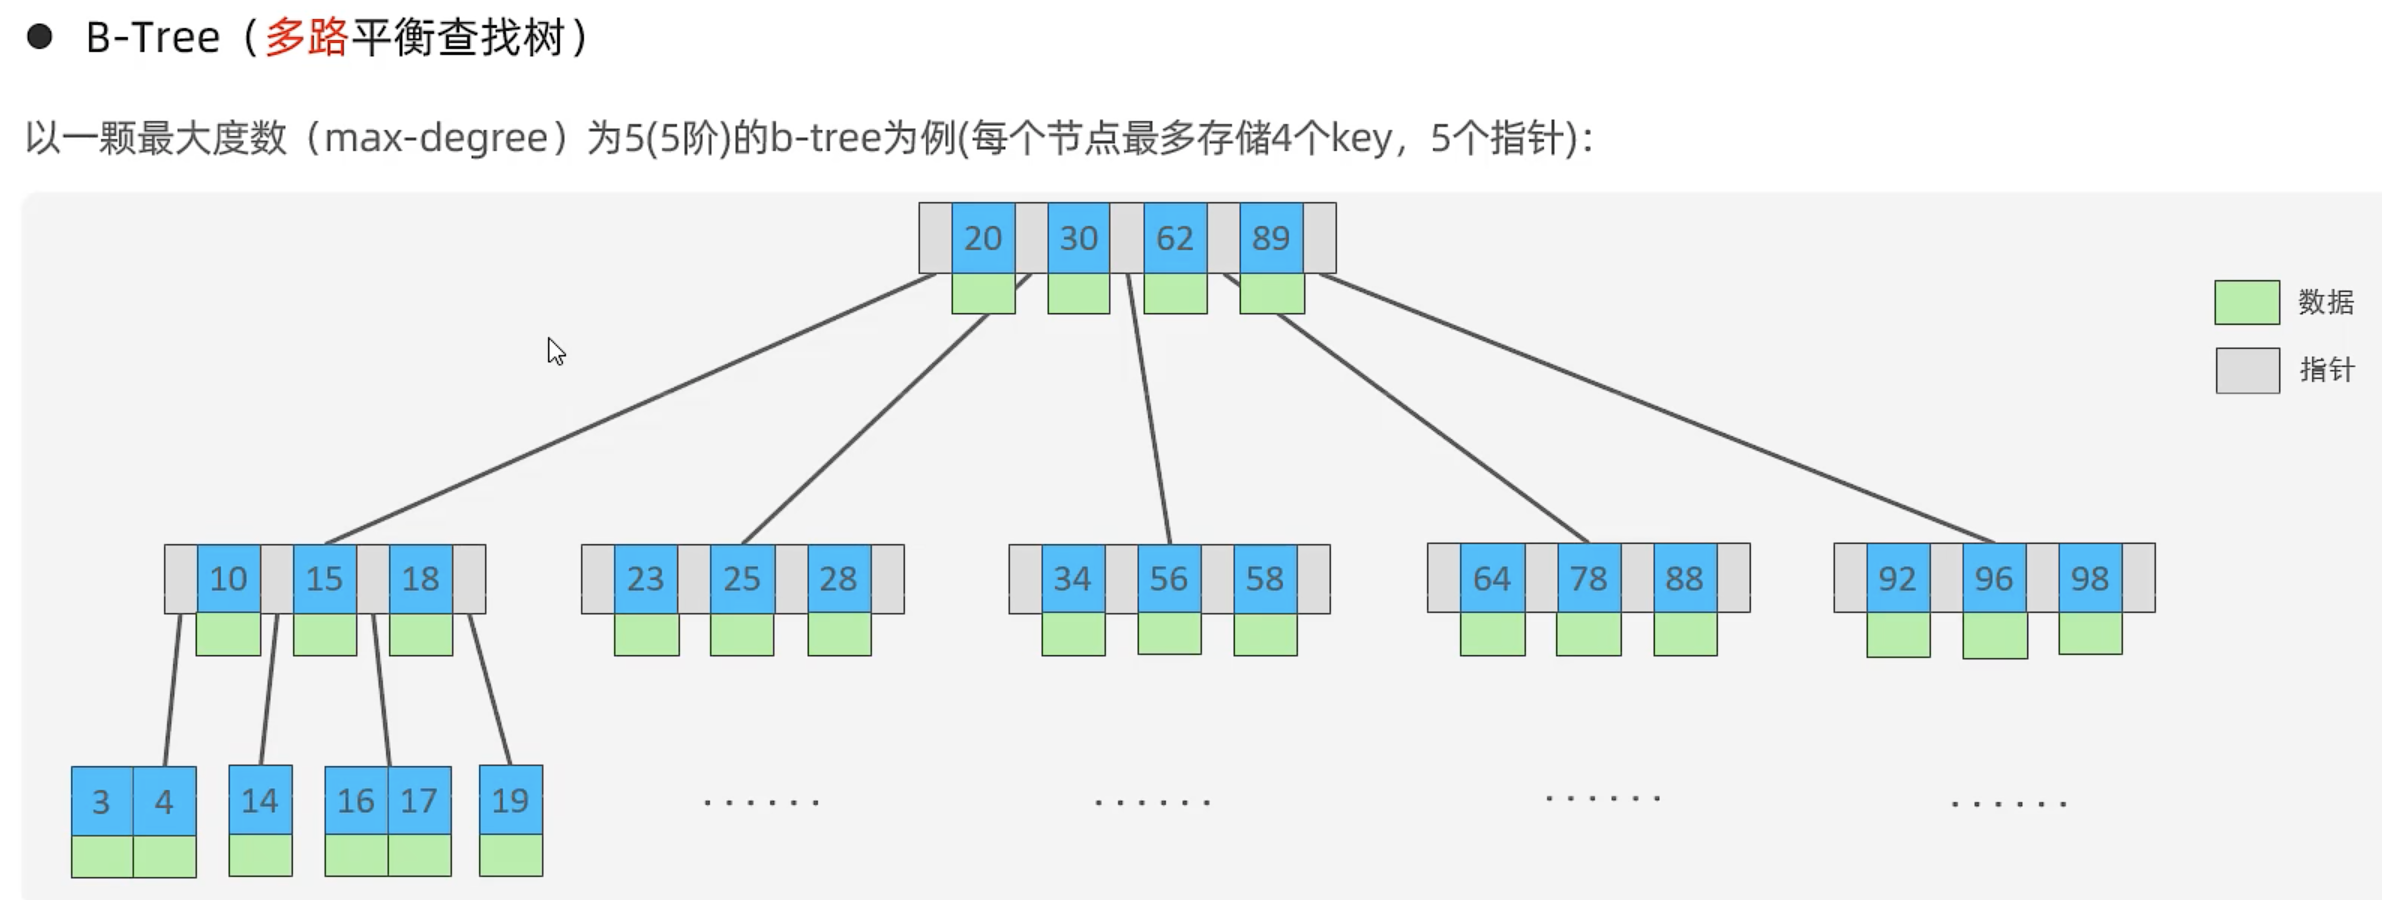 ● B-Tree（多路平衡查找树）
以一颗最大度数（max-degree）为5(5阶)的b-tree为例(每个节点最多存储4个key，5个指针)：
20 30 62 89
数据
指针
10 15 18 23 25 28 34 56 58 64 78 88 92 96 98
3 4 14 16 17 19 ······ ······ ······ ······